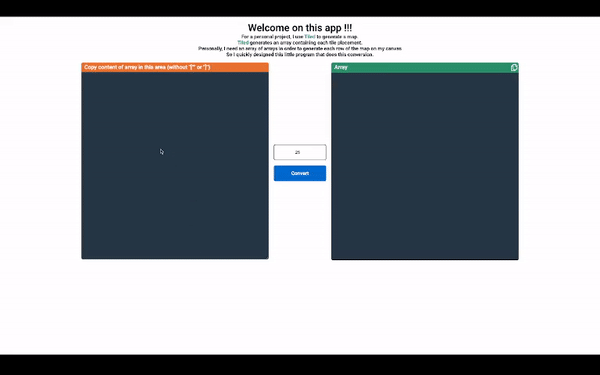 Welcome on this app !!!
For a personal project, I use Tiled to generate a map.
Tiled generates an array containing each tile placement.
Personally, I need an array of arrays in order to generate each row of the map on my canvas
So I quickly designed this little program that does this conversion.
Copy content of array in this area (without "[" or "]")
Array
25
Convert